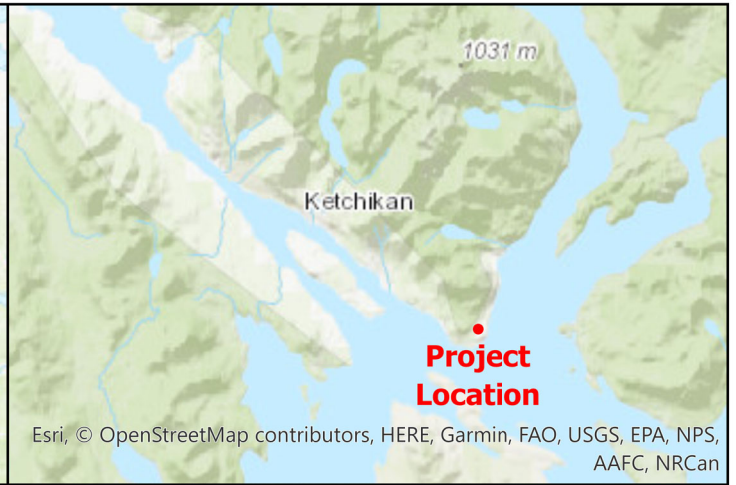 1031 m
Ketchikan
Project
Location
Esri, © OpenStreetMap contributors, HERE, Garmin, FAO, USGS, EPA, NPS,
AAFC, NRCan